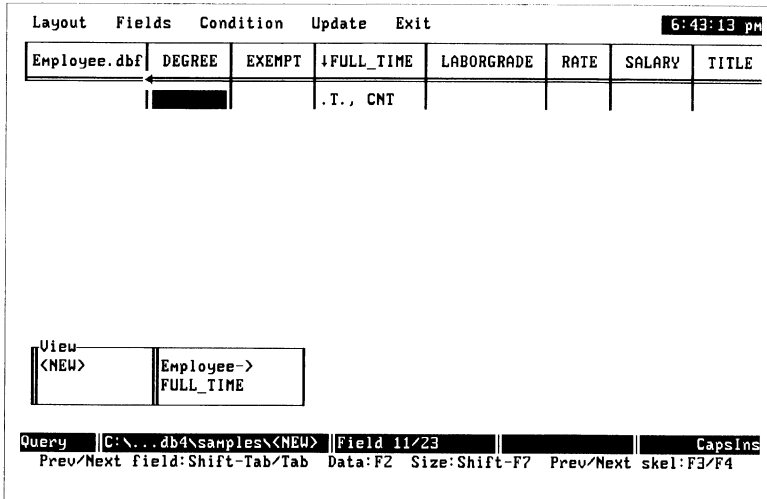 Layout Fields Condition Update Exit 6:43:13 pm
Employee.dbf DEGREE EXEMPT ↓FULL_TIME LABORGRADE RATE SALARY TITLE
.T., CNT
View
<NEW> Employee->
FULL_TIME
Query C:\...db4\samples\<NEW> Field 11/23 CapsIns
Prev/Next field:Shift-Tab/Tab Data:F2 Size:Shift-F7 Prev/Next skel:F3/F4